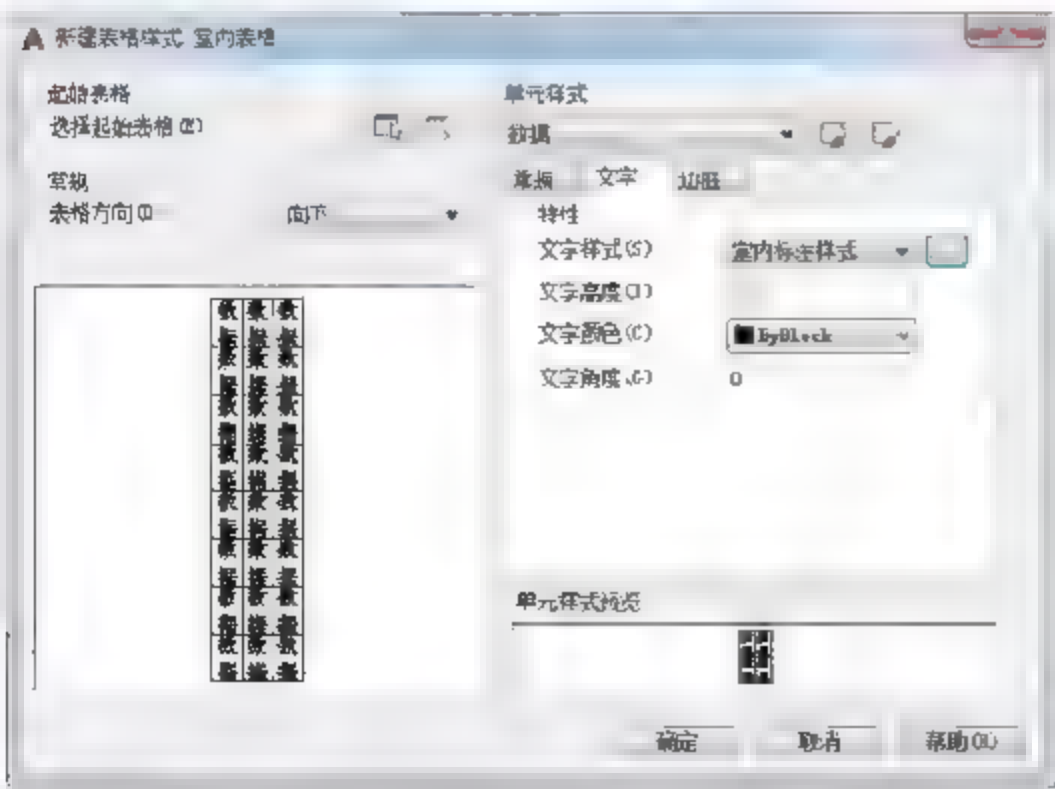 新建表格样式 室内表格
起始表格
选择起始表格(E)
常规
表格方向(D)
向下
单元样式
数据
常规 文字 边框
特性
文字样式(S) 室内标注样式
文字高度(I)
文字颜色(C) ByBlock
文字角度(G) 0
单元样式预览
确定 取消 帮助(H)